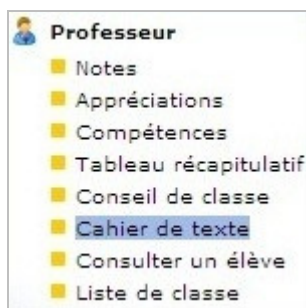 Professeur
Notes
Appréciations
Compétences
Tableau récapitulatif
Conseil de classe
Cahier de texte
Consulter un élève
Liste de classe